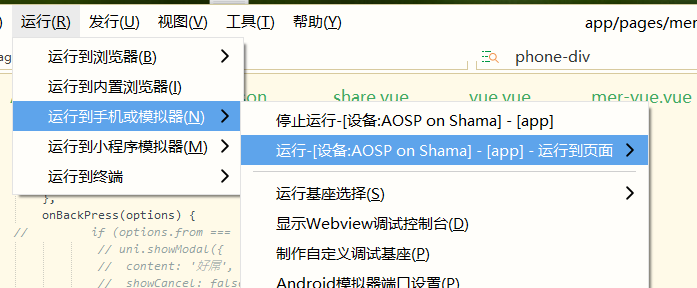 运行(R) 发行(U) 视图(V) 工具(T) 帮助(Y) app/pages/mer
运行到浏览器(B)
phone-div
运行到内置浏览器(I)
share.vue vue.vue mer-vue.vue
运行到手机或模拟器(N)
停止运行-[设备:AOSP on Shama] - [app]
运行到小程序模拟器(M)
运行-[设备:AOSP on Shama] - [app] - 运行到页面
运行到终端
运行基座选择(S)
},
onBackPress(options) {
显示Webview调试控制台(D)
// if (options.from ===
// uni.showModal({
制作自定义调试基座(P)
// content: '好屌',
// showCancel: fals
Android模拟器端口设置(P)